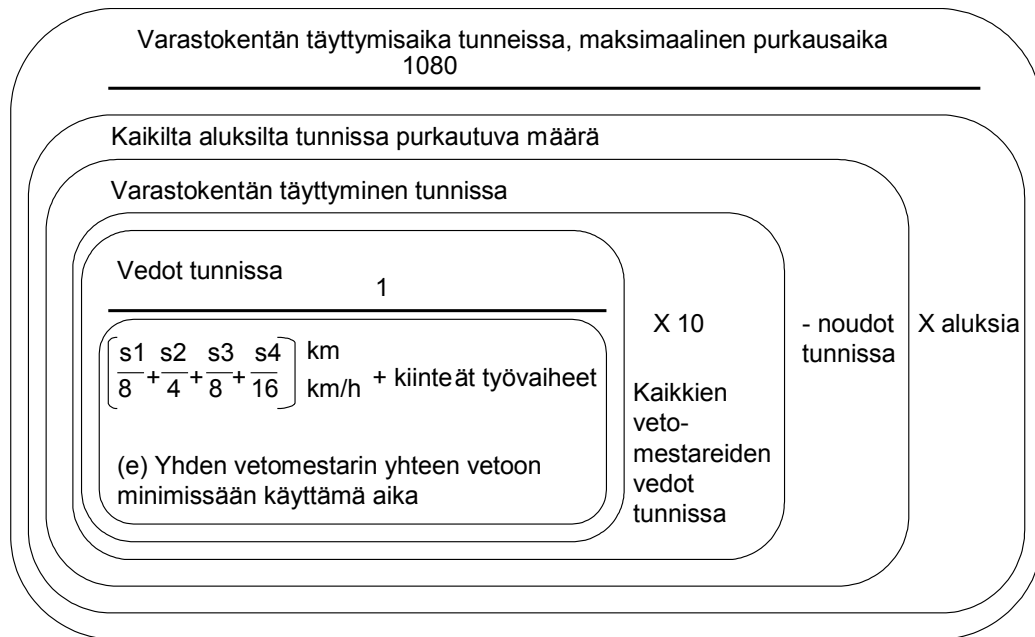 Varastokentän täyttymisaika tunneissa, maksimaalinen purkausaika
1080
Kaikilta aluksilta tunnissa purkautuva määrä
Varastokentän täyttyminen tunnissa
Vedot tunnissa
1
s1 s2 s3 s4 km
8 + 4 + 8 + 16 km/h + kiinteät työvaiheet
(e) Yhden vetomestarin yhteen vetoon
minimissään käyttämä aika
X 10
Kaikkien
veto-
mestareiden
vedot
tunnissa
- noudot
tunnissa
X aluksia